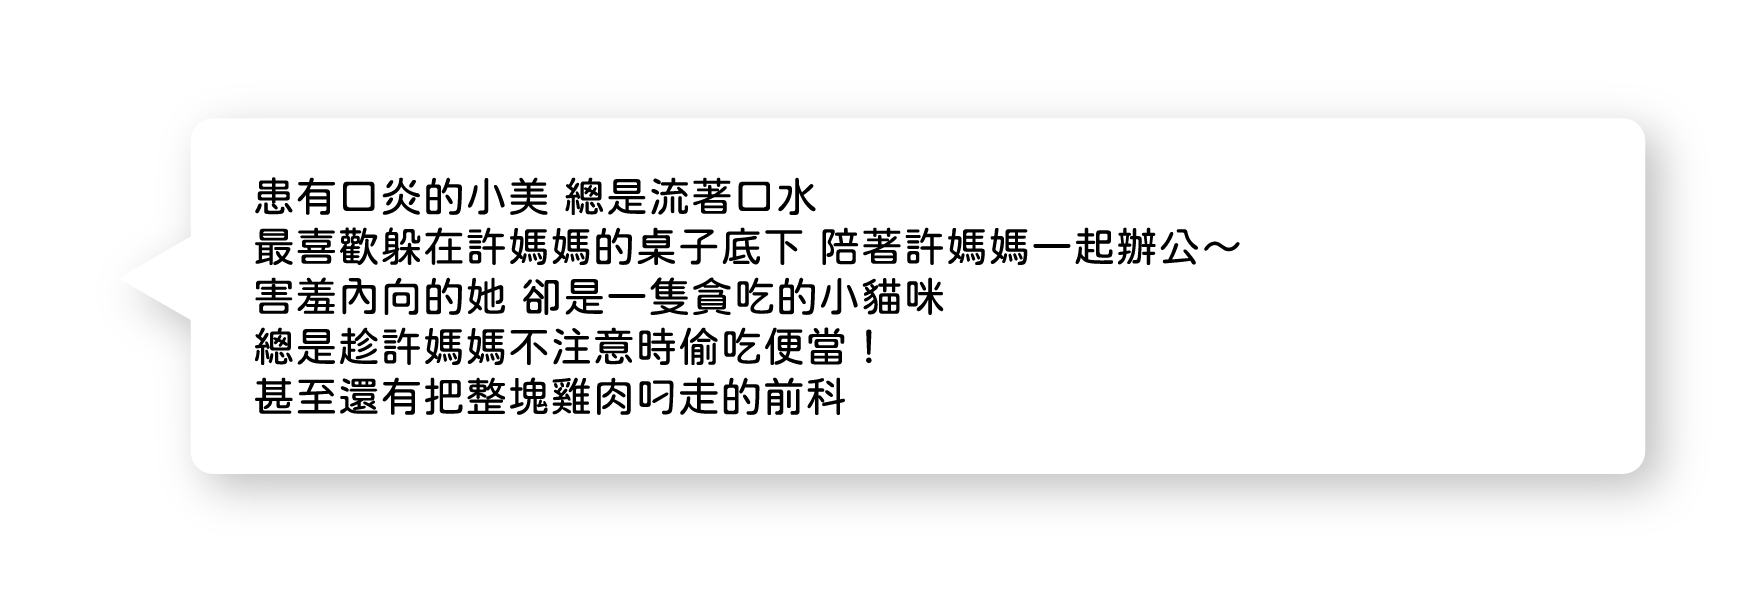 患有口炎的小美 總是流著口水
最喜歡躲在許媽媽的桌子底下 陪著許媽媽一起辦公～
害羞內向的她 卻是一隻貪吃的小貓咪
總是趁許媽媽不注意時偷吃便當！
甚至還有把整塊雞肉叼走的前科